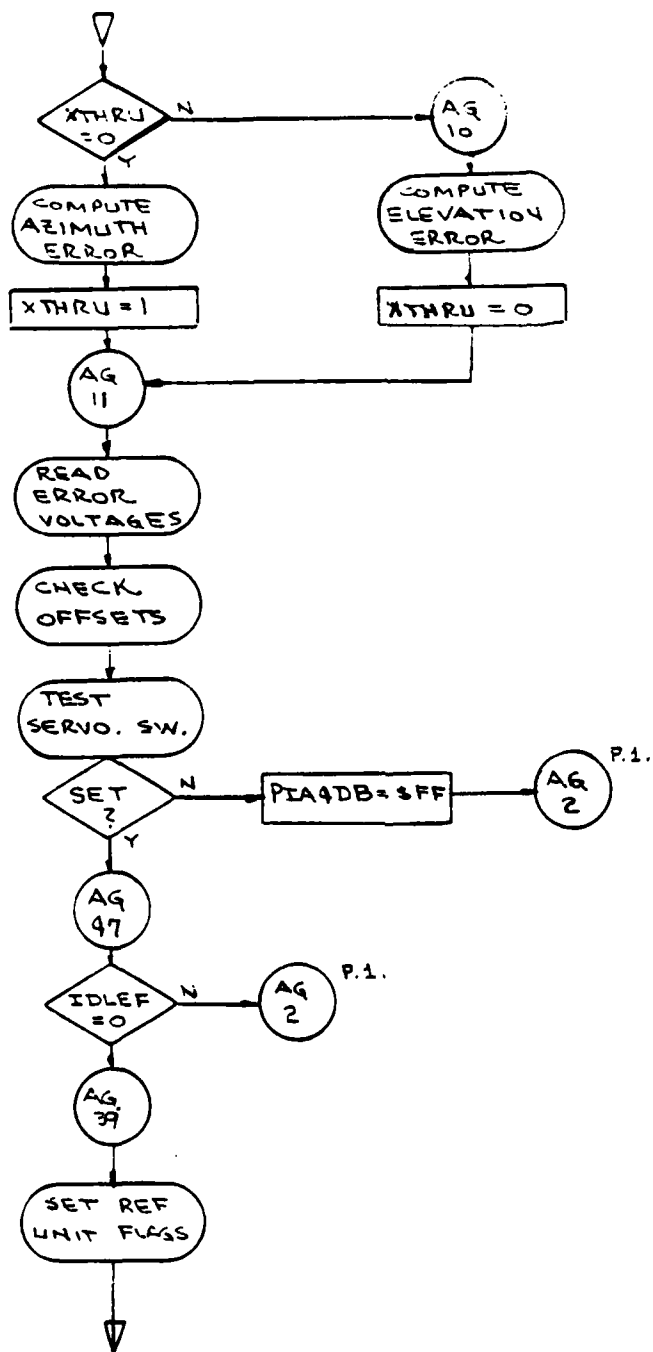 XTHRU
=0
N
Y
AG
10
COMPUTE
AZIMUTH
ERROR
COMPUTE
ELEVATION
ERROR
XTHRU = 1
XTHRU = 0
AG
11
READ
ERROR
VOLTAGES
CHECK
OFFSETS
TEST
SERVO. SW.
SET
?
N
Y
PIA4DB = $FF
AG
2
P.1.
AG
47
IDLEF
=0
N
AG
2
P.1.
AG
39
SET REF
UNIT FLAGS